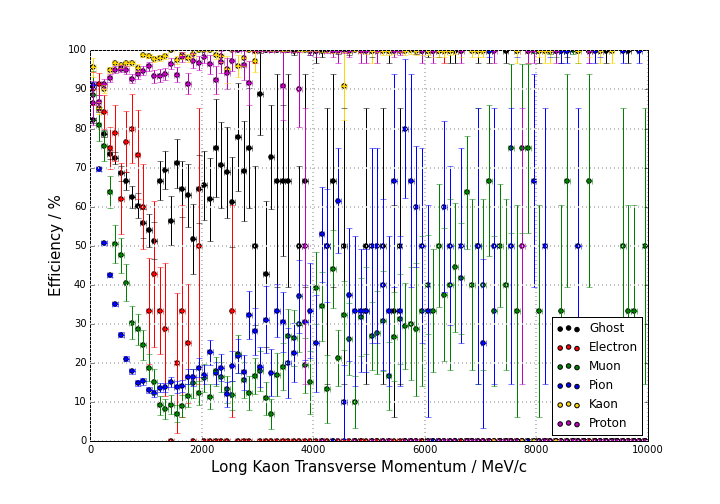 100
90
80
70
60
50
40
30
20
10
0
Efficiency / %
0 2000 4000 6000 8000 10000
Long Kaon Transverse Momentum / MeV/c
Ghost
Electron
Muon
Pion
Kaon
Proton